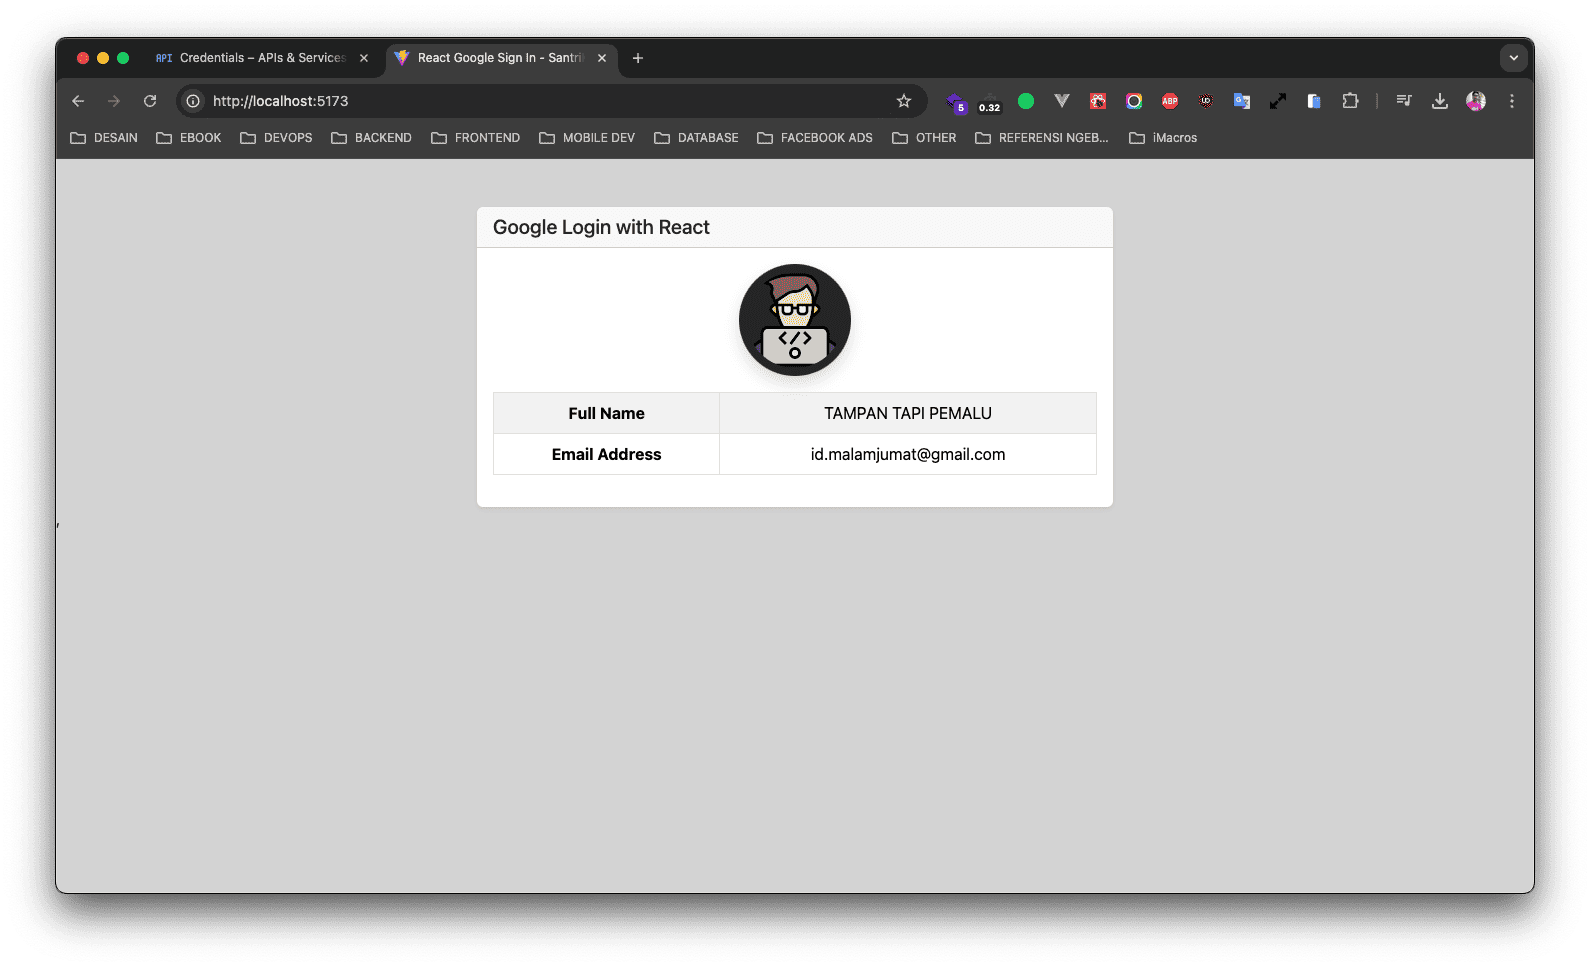 API Credentials – APIs & Services
React Google Sign In - Santri
http://localhost:5173
5
0.32
ABP
DESAIN
EBOOK
DEVOPS
BACKEND
FRONTEND
MOBILE DEV
DATABASE
FACEBOOK ADS
OTHER
REFERENSI NGEB...
iMacros
Google Login with React
</>
Full Name TAMPAN TAPI PEMALU
Email Address id.malamjumat@gmail.com
,